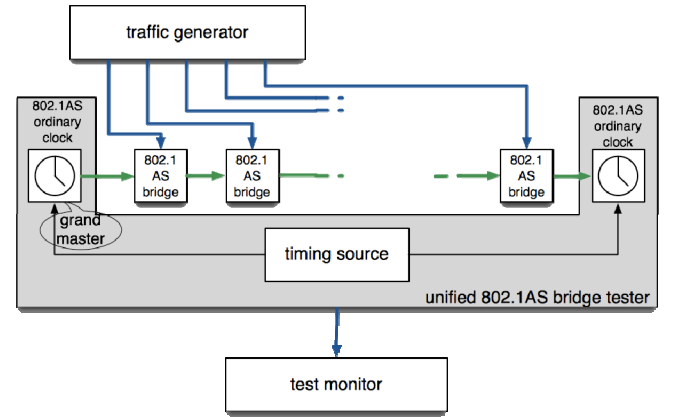 traffic generator
802.1AS
ordinary
clock
802.1AS
ordinary
clock
802.1
AS
bridge
802.1
AS
bridge
802.1
AS
bridge
grand
master
timing source
unified 802.1AS bridge tester
test monitor